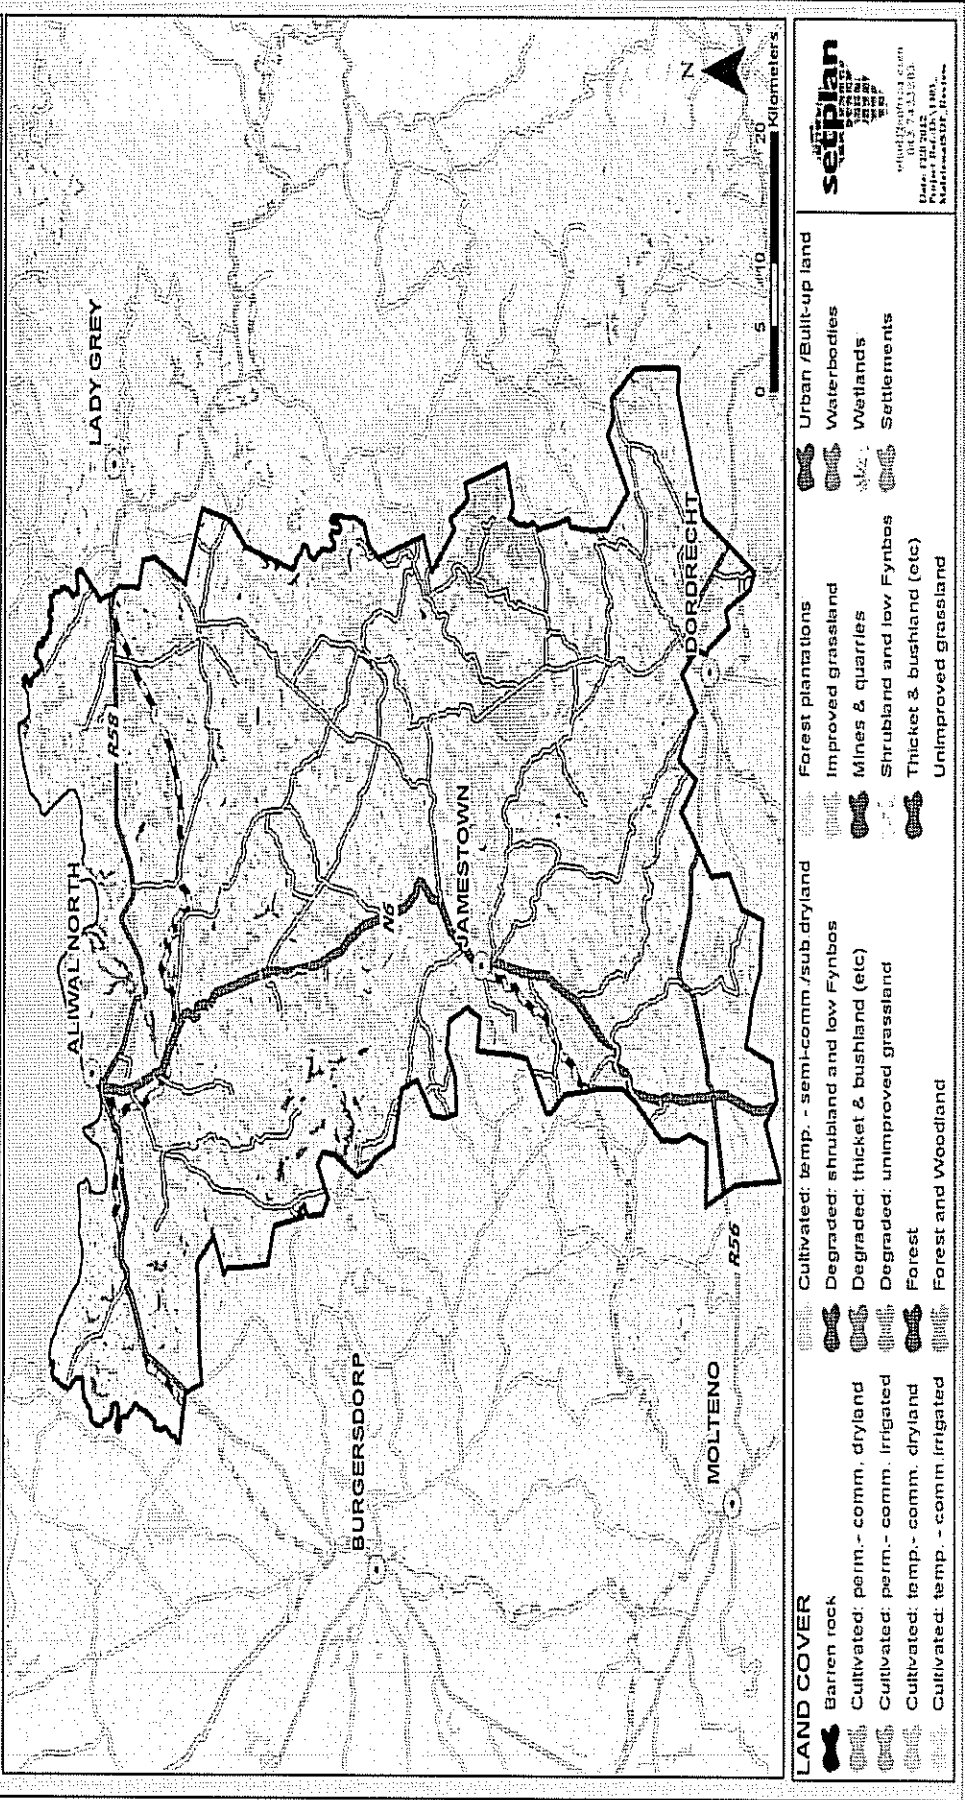 LADY GREY
ALIWAL NORTH
R58
N6
JAMESTOWN
DORDRECHT
BURGERSDORP
MOLTENO
R56
N
0 5 10 20
Kilometers
LAND COVER
Barren rock
Cultivated: perm.- comm. dryland
Cultivated: perm.- comm. irrigated
Cultivated: temp.- comm. dryland
Cultivated: temp. - comm.irrigated
Cultivated: temp. - semi-comm./sub.dryland
Degraded: shrubland and low Fynbos
Degraded: thicket & bushland (etc)
Degraded: unimproved grassland
Forest
Forest and Woodland
Forest plantations
Improved grassland
Mines & quarries
Shrubland and low Fynbos
Thicket & bushland (etc)
Unimproved grassland
Urban /Built-up land
Waterbodies
Wetlands
Settlements
setplan